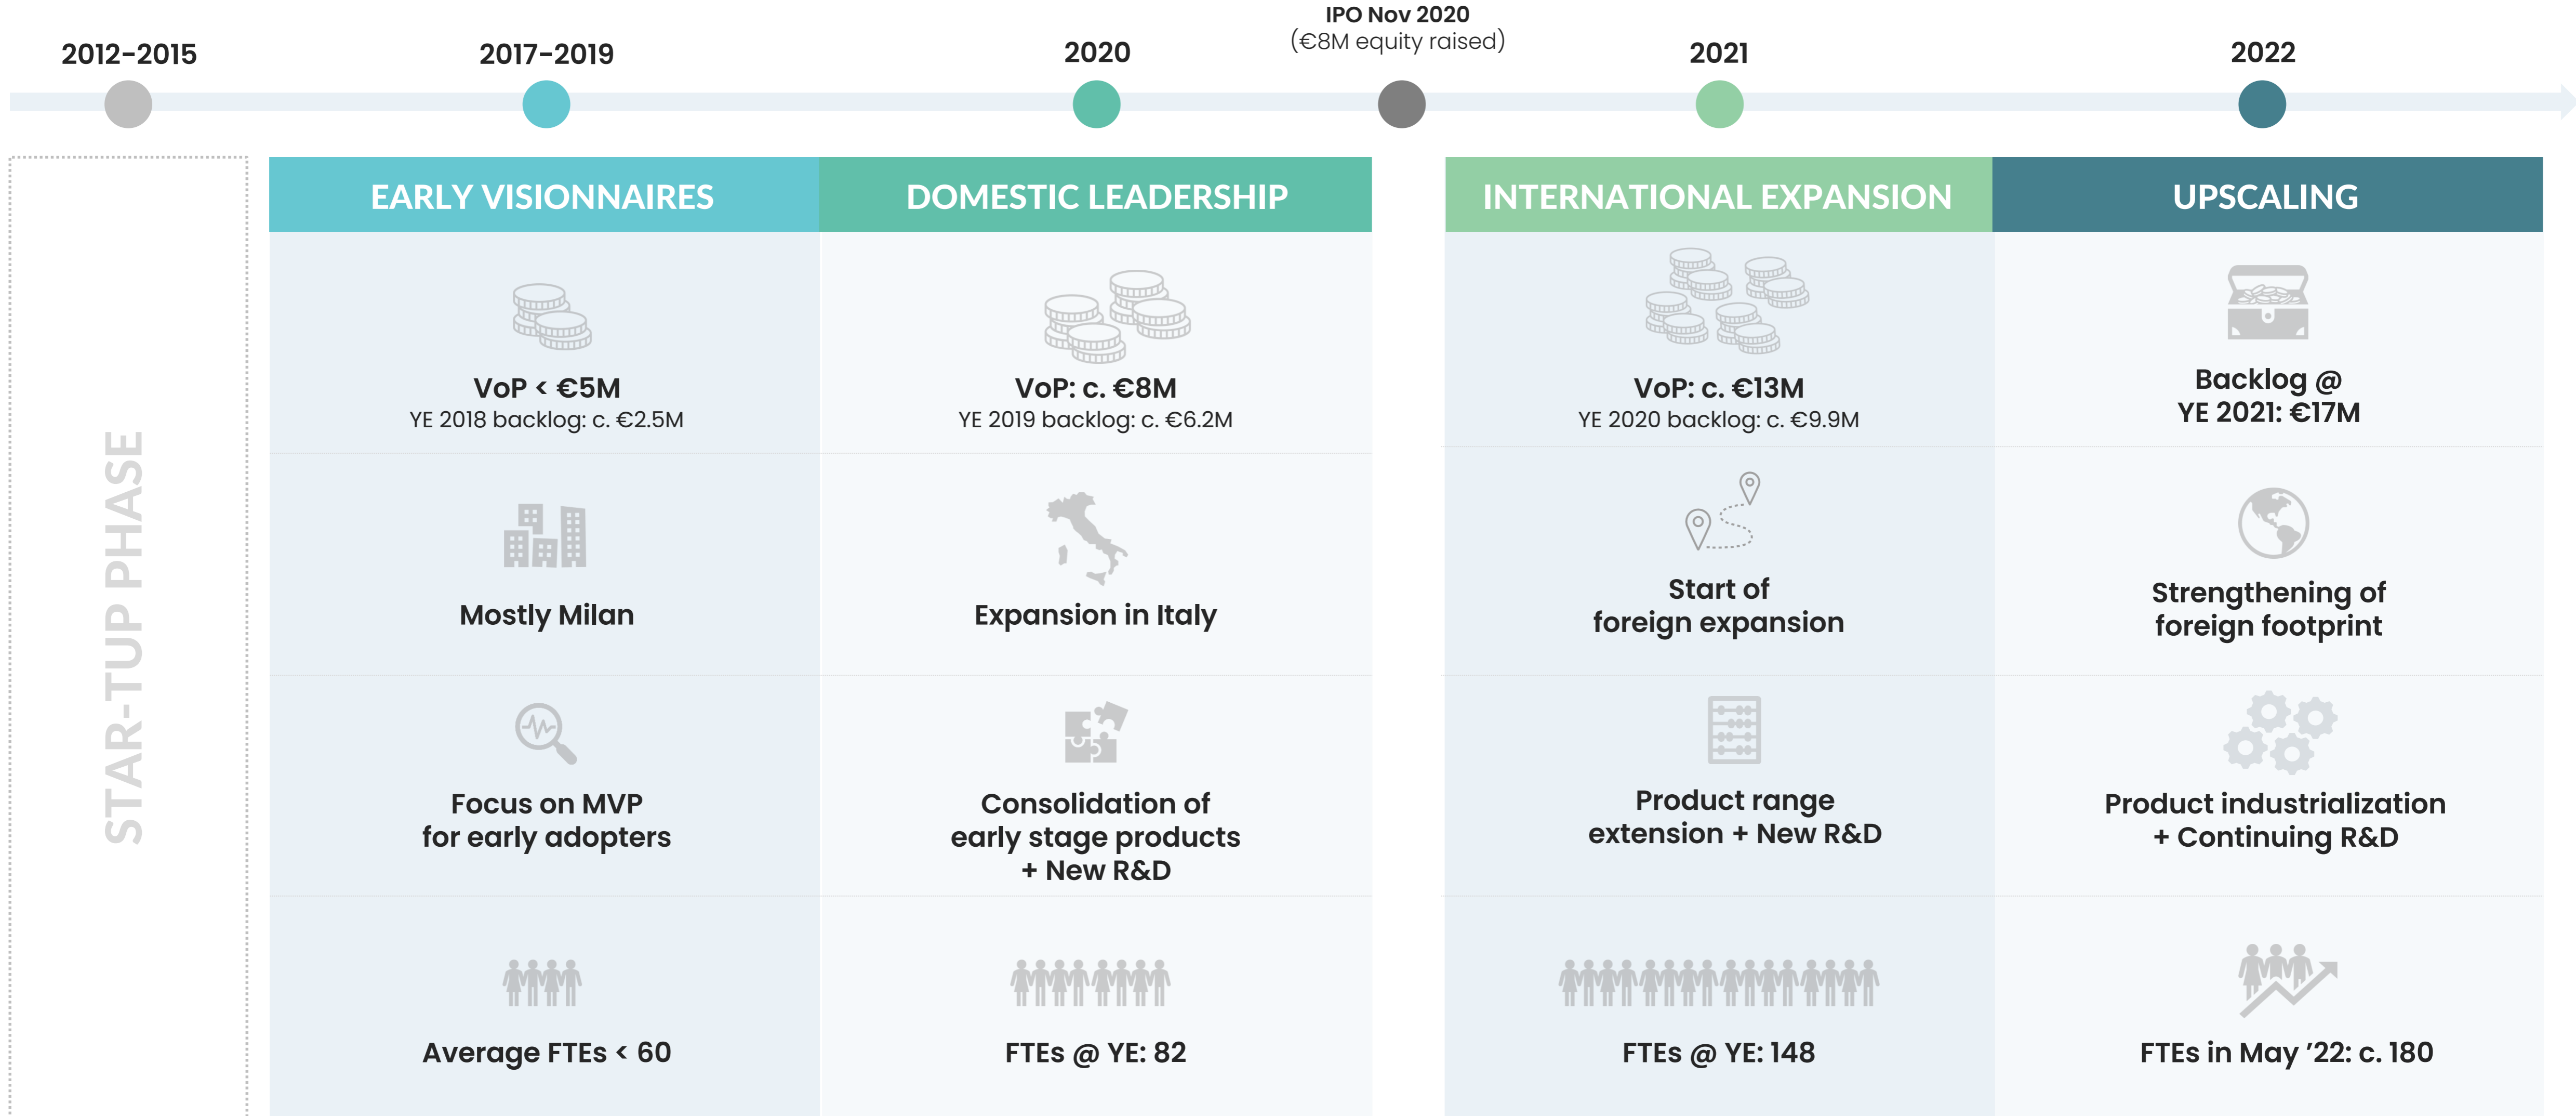 2012-2015
2017-2019
2020
IPO Nov 2020
(€8M equity raised)
2021
2022
STAR-TUP PHASE
EARLY VISIONNAIRES
DOMESTIC LEADERSHIP
INTERNATIONAL EXPANSION
UPSCALING
VoP < €5M
YE 2018 backlog: c. €2.5M
VoP: c. €8M
YE 2019 backlog: c. €6.2M
VoP: c. €13M
YE 2020 backlog: c. €9.9M
Backlog @
YE 2021: €17M
Mostly Milan
Expansion in Italy
Start of
foreign expansion
Strengthening of
foreign footprint
Focus on MVP
for early adopters
Consolidation of
early stage products
+ New R&D
Product range
extension + New R&D
Product industrialization
+ Continuing R&D
Average FTEs < 60
FTEs @ YE: 82
FTEs @ YE: 148
FTEs in May ’22: c. 180